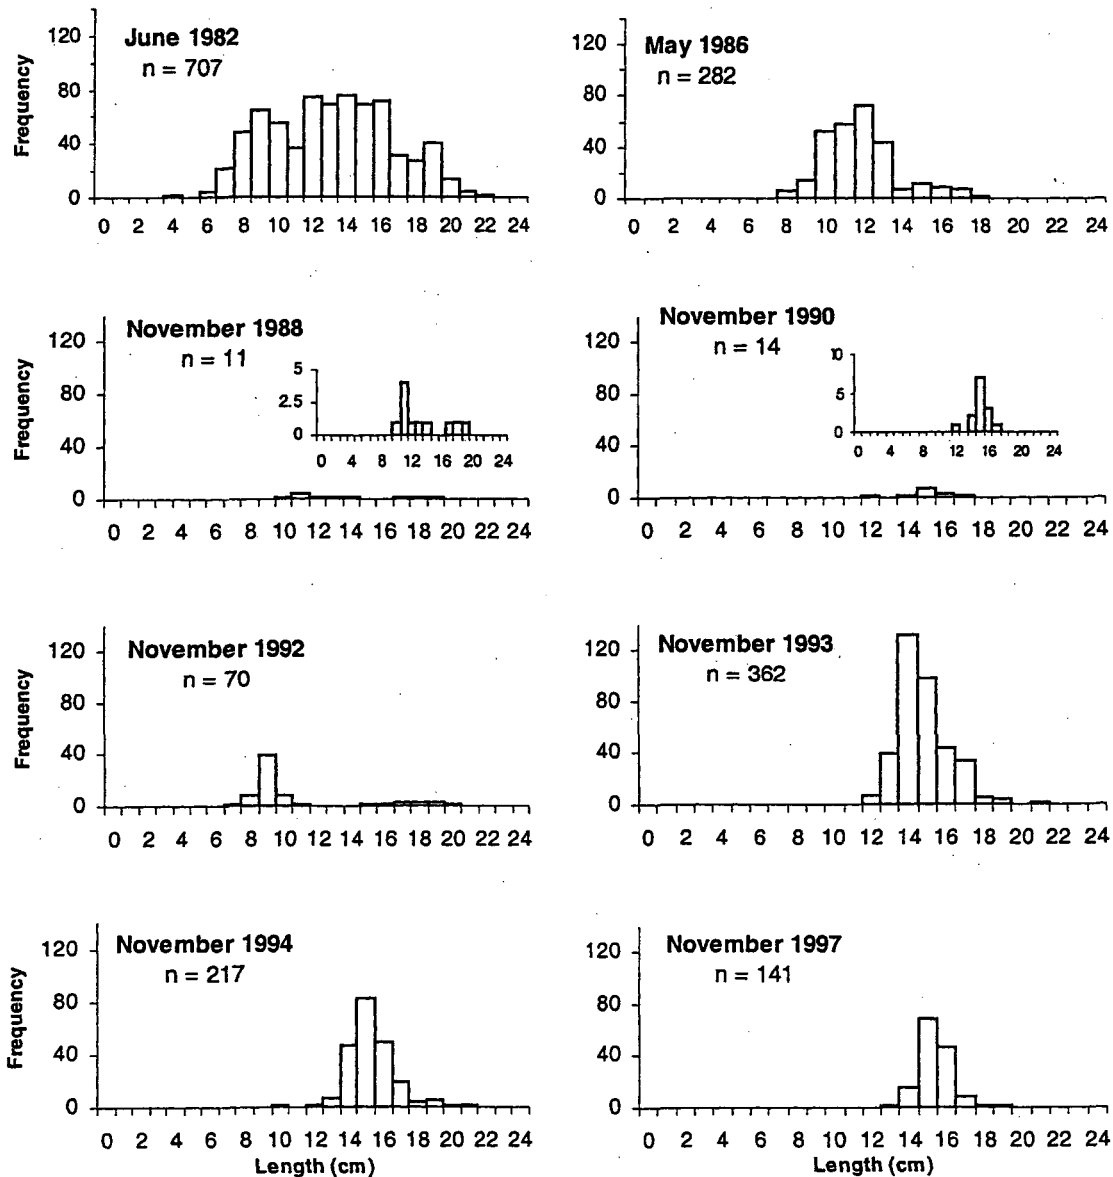 June 1982
n = 707
Frequency
120
80
40
0
0 2 4 6 8 10 12 14 16 18 20 22 24
May 1986
n = 282
120
80
40
0
0 2 4 6 8 10 12 14 16 18 20 22 24
November 1988
n = 11
Frequency
120
80
40
0
5
2.5
0
0 4 8 12 16 20 24
0 2 4 6 8 10 12 14 16 18 20 22 24
November 1990
n = 14
120
80
40
0
10
5
0
0 4 8 12 16 20 24
0 2 4 6 8 10 12 14 16 18 20 22 24
November 1992
n = 70
Frequency
120
80
40
0
0 2 4 6 8 10 12 14 16 18 20 22 24
November 1993
n = 362
120
80
40
0
0 2 4 6 8 10 12 14 16 18 20 22 24
November 1994
n = 217
Frequency
120
80
40
0
0 2 4 6 8 10 12 14 16 18 20 22 24
Length (cm)
November 1997
n = 141
120
80
40
0
0 2 4 6 8 10 12 14 16 18 20 22 24
Length (cm)